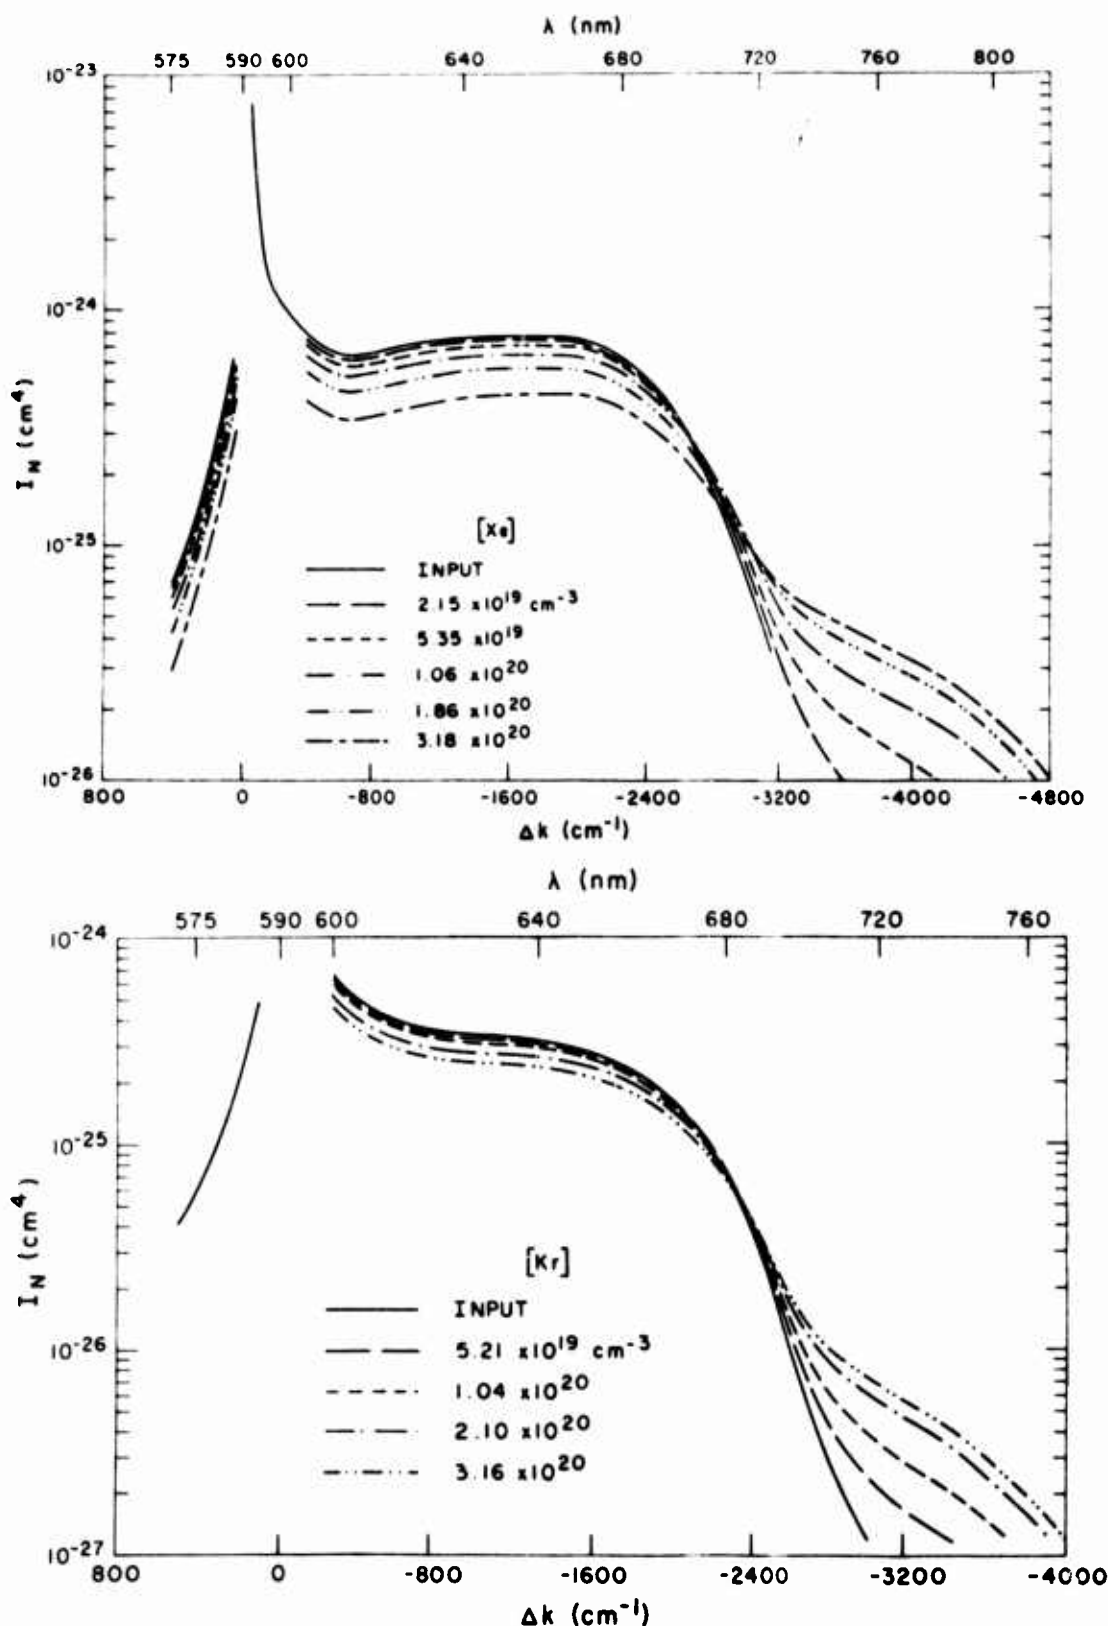 λ (nm)
575 590 600 640 680 720 760 800
10-23
10-24
10-25
10-26
I_N (cm4)
[Xe]
INPUT
2.15 x10^19 cm-3
5.35 x10^19
1.06 x10^20
1.86 x10^20
3.18 x10^20
800 0 -800 -1600 -2400 -3200 -4000 -4800
Δk (cm-1)
λ (nm)
575 590 600 640 680 720 760
10-24
10-25
10-26
10-27
I_N (cm4)
[Kr]
INPUT
5.21 x10^19 cm-3
1.04 x10^20
2.10 x10^20
3.16 x10^20
800 0 -800 -1600 -2400 -3200 -4000
Δk (cm-1)